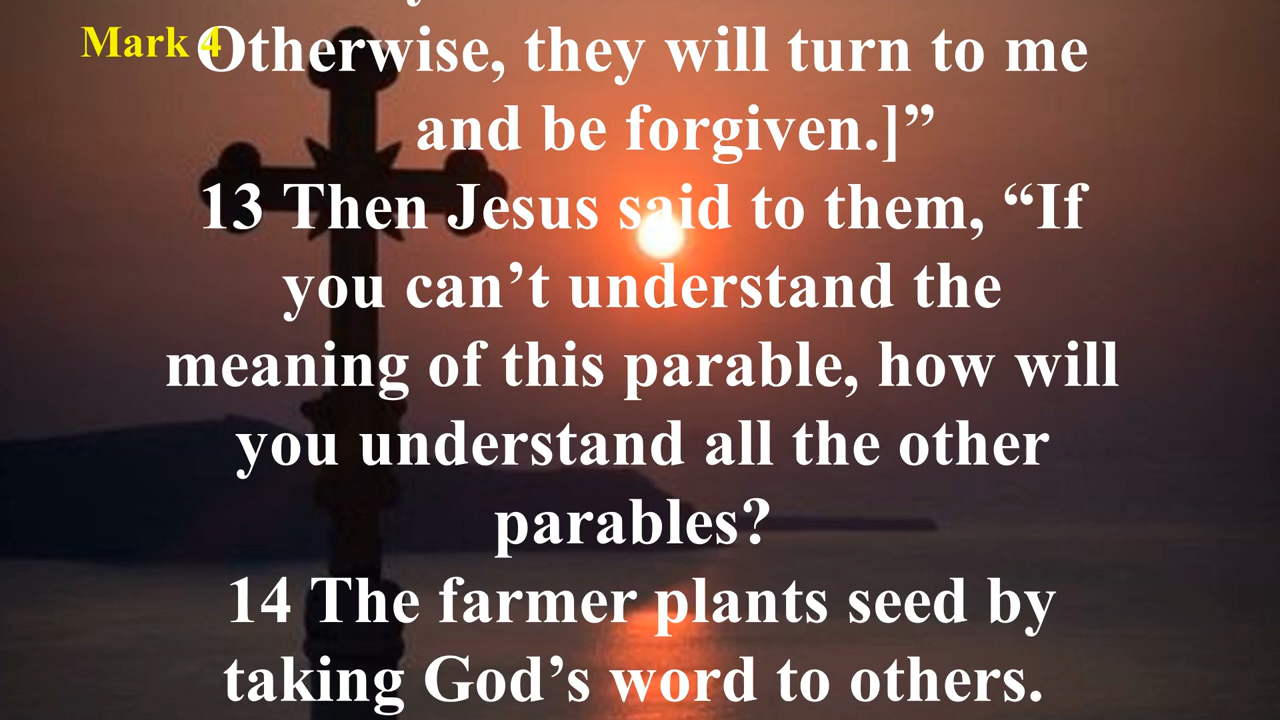 Mark 4
Otherwise, they will turn to me
and be forgiven.]”
13 Then Jesus said to them, “If
you can’t understand the
meaning of this parable, how will
you understand all the other
parables?
14 The farmer plants seed by
taking God’s word to others.